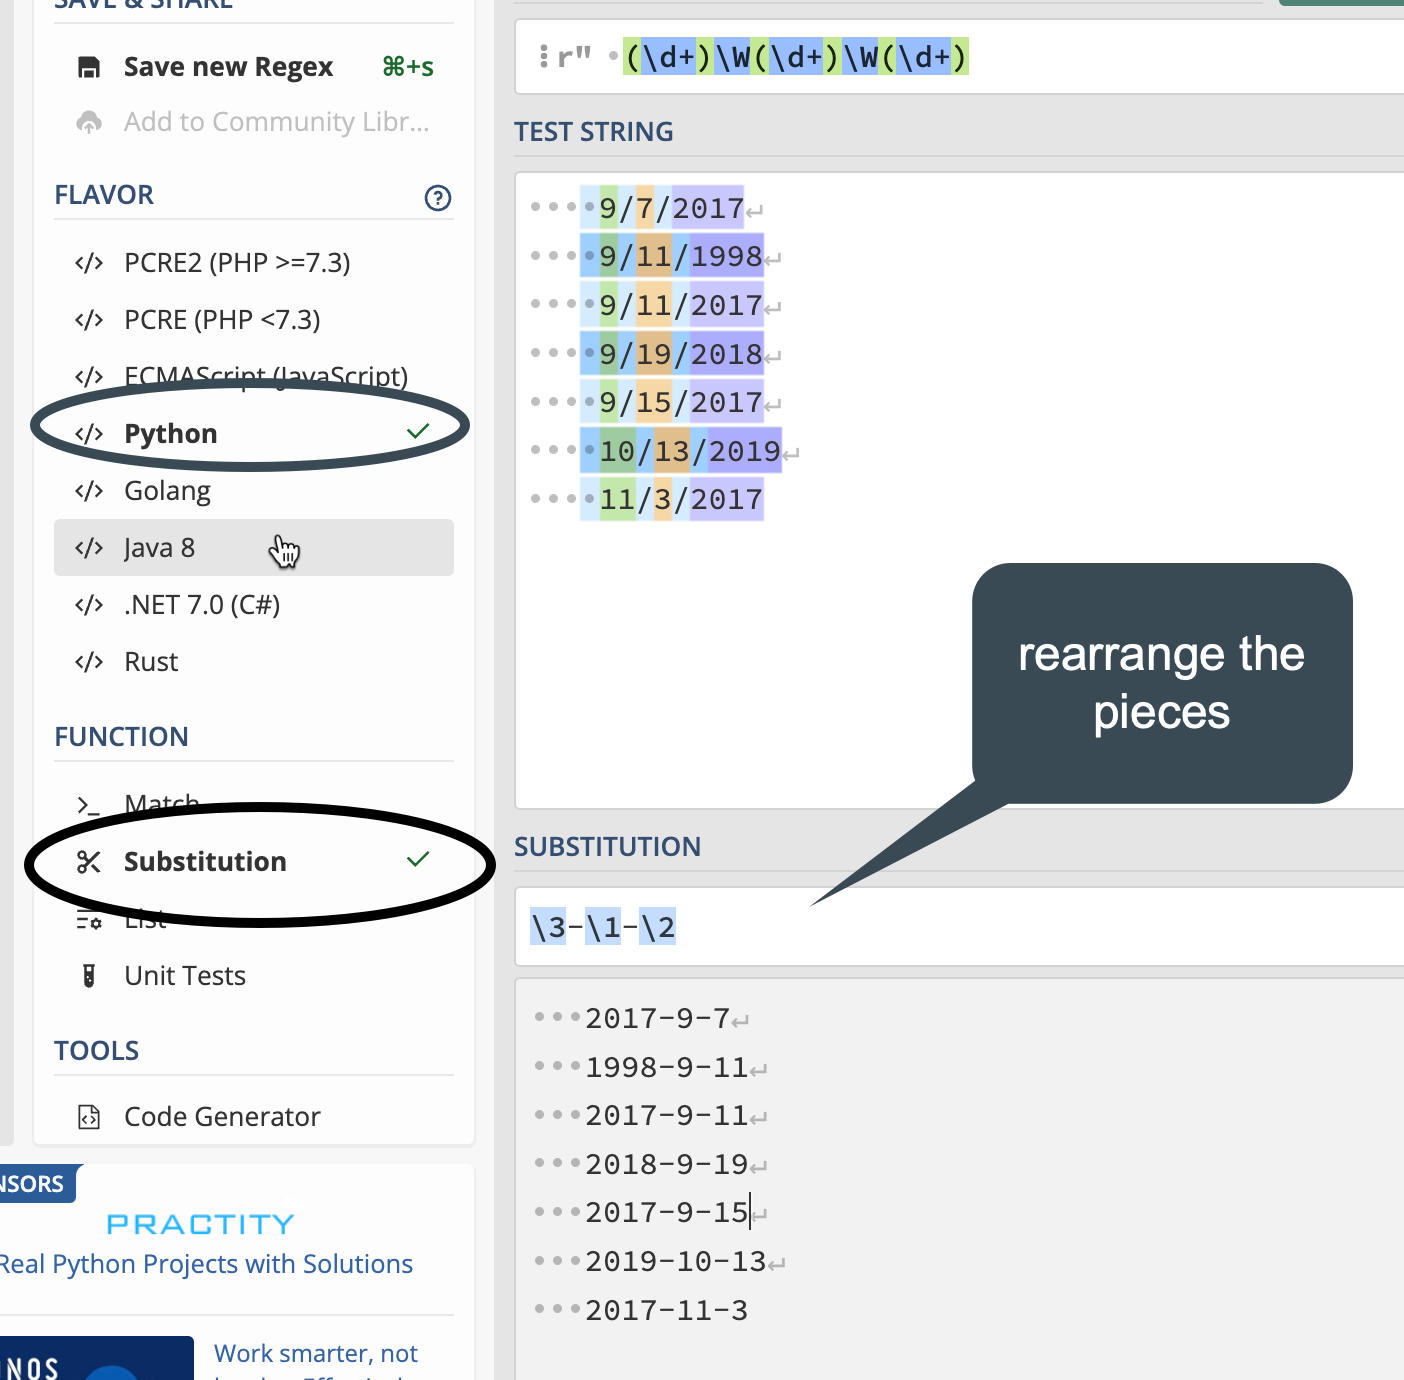 SAVE & SHARE
Save new Regex ⌘+s
Add to Community Libr...
FLAVOR
</> PCRE2 (PHP >=7.3)
</> PCRE (PHP <7.3)
</> ECMAScript (JavaScript)
</> Python
</> Golang
</> Java 8
</> .NET 7.0 (C#)
</> Rust
FUNCTION
Match
Substitution
List
Unit Tests
TOOLS
Code Generator
NSORS
PRACTITY
Real Python Projects with Solutions
NOS
Work smarter, not
r" (\d+)\W(\d+)\W(\d+)
TEST STRING
9/7/2017
9/11/1998
9/11/2017
9/19/2018
9/15/2017
10/13/2019
11/3/2017
rearrange the
pieces
SUBSTITUTION
\3-\1-\2
2017-9-7
1998-9-11
2017-9-11
2018-9-19
2017-9-15
2019-10-13
2017-11-3